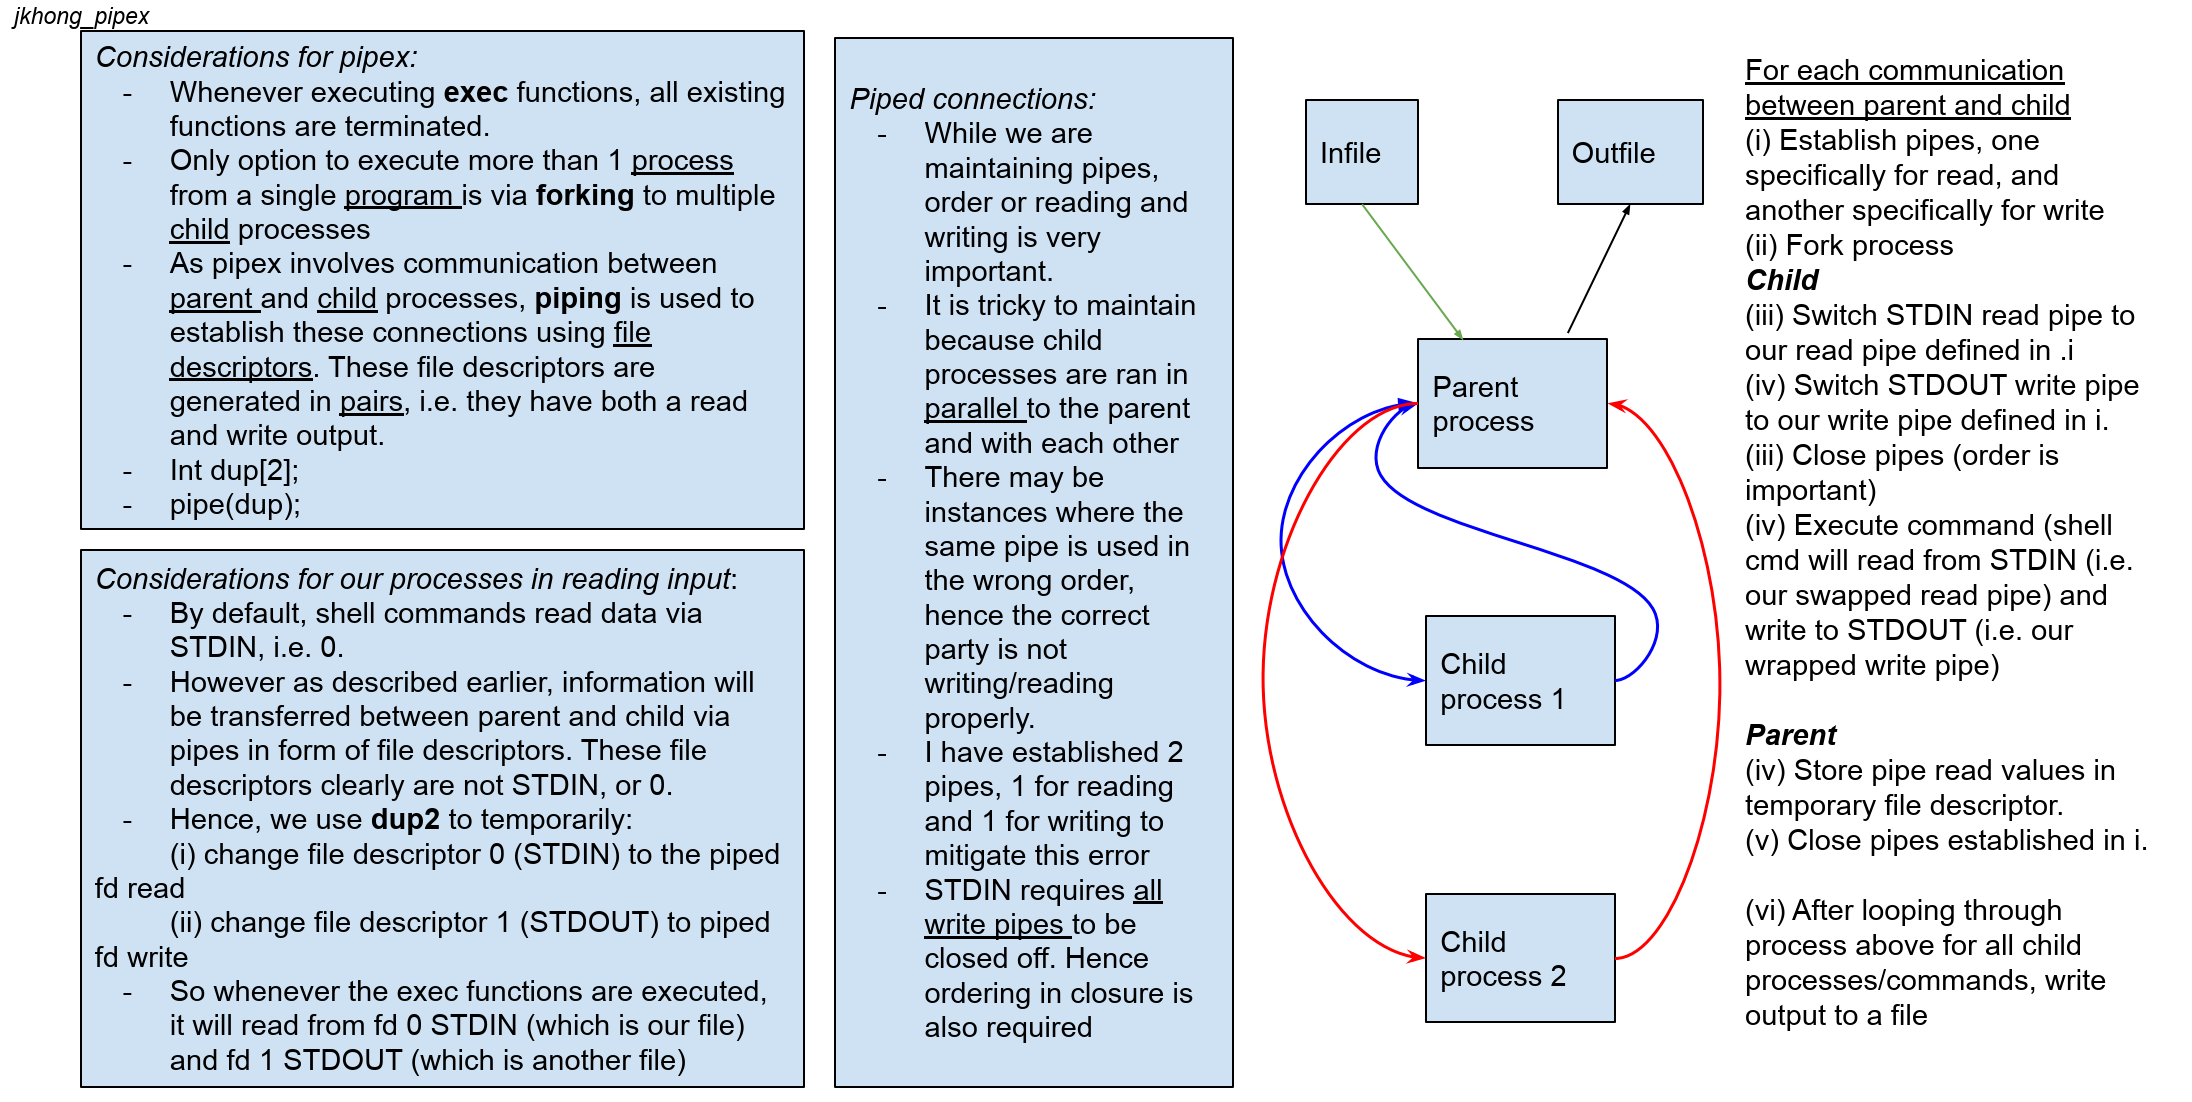 jkhong_pipex
Considerations for pipex:
- Whenever executing exec functions, all existing
functions are terminated.
- Only option to execute more than 1 process
from a single program is via forking to multiple
child processes
- As pipex involves communication between
parent and child processes, piping is used to
establish these connections using file
descriptors. These file descriptors are
generated in pairs, i.e. they have both a read
and write output.
- Int dup[2];
- pipe(dup);
Considerations for our processes in reading input:
- By default, shell commands read data via
STDIN, i.e. 0.
- However as described earlier, information will
be transferred between parent and child via
pipes in form of file descriptors. These file
descriptors clearly are not STDIN, or 0.
- Hence, we use dup2 to temporarily:
(i) change file descriptor 0 (STDIN) to the piped
fd read
(ii) change file descriptor 1 (STDOUT) to piped
fd write
- So whenever the exec functions are executed,
it will read from fd 0 STDIN (which is our file)
and fd 1 STDOUT (which is another file)
Piped connections:
- While we are
maintaining pipes,
order or reading and
writing is very
important.
- It is tricky to maintain
because child
processes are ran in
parallel to the parent
and with each other
- There may be
instances where the
same pipe is used in
the wrong order,
hence the correct
party is not
writing/reading
properly.
- I have established 2
pipes, 1 for reading
and 1 for writing to
mitigate this error
- STDIN requires all
write pipes to be
closed off. Hence
ordering in closure is
also required
Infile
Outfile
Parent
process
Child
process 1
Child
process 2
For each communication
between parent and child
(i) Establish pipes, one
specifically for read, and
another specifically for write
(ii) Fork process
Child
(iii) Switch STDIN read pipe to
our read pipe defined in .i
(iv) Switch STDOUT write pipe
to our write pipe defined in i.
(iii) Close pipes (order is
important)
(iv) Execute command (shell
cmd will read from STDIN (i.e.
our swapped read pipe) and
write to STDOUT (i.e. our
wrapped write pipe)
Parent
(iv) Store pipe read values in
temporary file descriptor.
(v) Close pipes established in i.
(vi) After looping through
process above for all child
processes/commands, write
output to a file